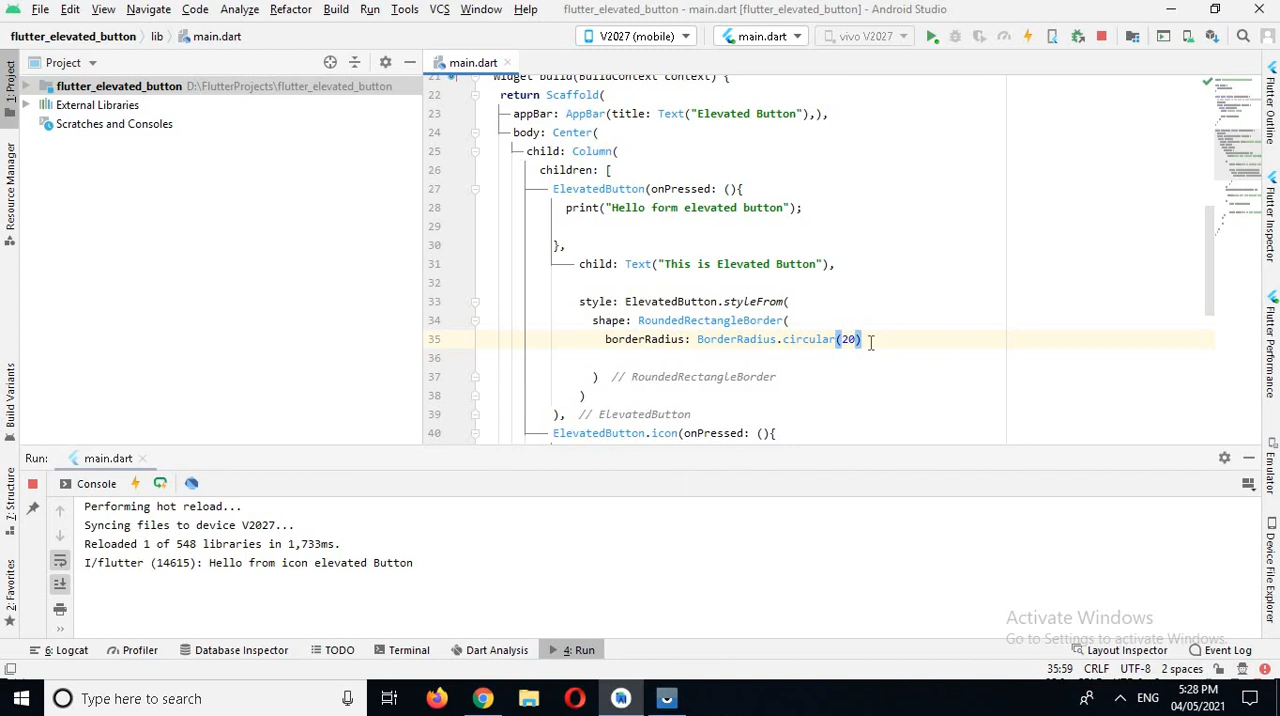 File Edit View Navigate Code Analyze Refactor Build Run Tools VCS Window Help flutter_elevated_button - main.dart [flutter_elevated_button] - Android Studio
flutter_elevated_button lib main.dart V2027 (mobile) main.dart vivo V2027
Project main.dart
flutter_elevated_button D:\FlutterProjects\flutter_elevated_button
External Libraries
Scratches and Consoles
21 Widget build(BuildContext context) {
22
AppBar(title: Text("Elevated Button"),),
24 body: Center(
25 Column(
26 children: [
27 ElevatedButton(onPressed: (){
28 print("Hello form elevated button");
29
30 },
31 child: Text("This is Elevated Button"),
32
33 style: ElevatedButton.styleFrom(
34 shape: RoundedRectangleBorder(
35 borderRadius: BorderRadius.circular(20)
36
37 ) // RoundedRectangleBorder
38 )
39 ), // ElevatedButton
40 ElevatedButton.icon(onPressed: (){
1: Project
Resource Manager
Build Variants
7: Structure
2: Favorites
Flutter Outline
Flutter Inspector
Flutter Performance
Emulator
Device File Explorer
Run: main.dart
Console
Performing hot reload...
Syncing files to device V2027...
Reloaded 1 of 548 libraries in 1,733ms.
I/flutter (14615): Hello from icon elevated Button
Activate Windows
Go to Settings to activate Windows.
6: Logcat Profiler Database Inspector TODO Terminal Dart Analysis 4: Run Layout Inspector Event Log
35:59 CRLF UTF-8 2 spaces
Type here to search
ENG
5:28 PM
04/05/2021